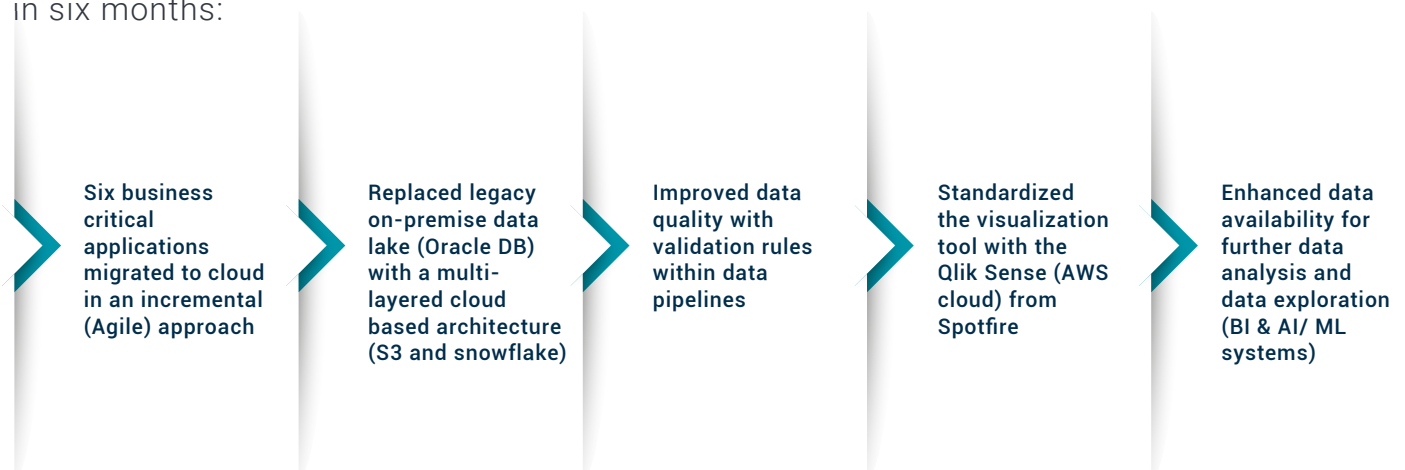 in six months:
Six business
critical
applications
migrated to cloud
in an incremental
(Agile) approach
Replaced legacy
on-premise data
lake (Oracle DB)
with a multi-
layered cloud
based architecture
(S3 and snowflake)
Improved data
quality with
validation rules
within data
pipelines
Standardized
the visualization
tool with the
Qlik Sense (AWS
cloud) from
Spotfire
Enhanced data
availability for
further data
analysis and
data exploration
(BI & AI/ ML
systems)